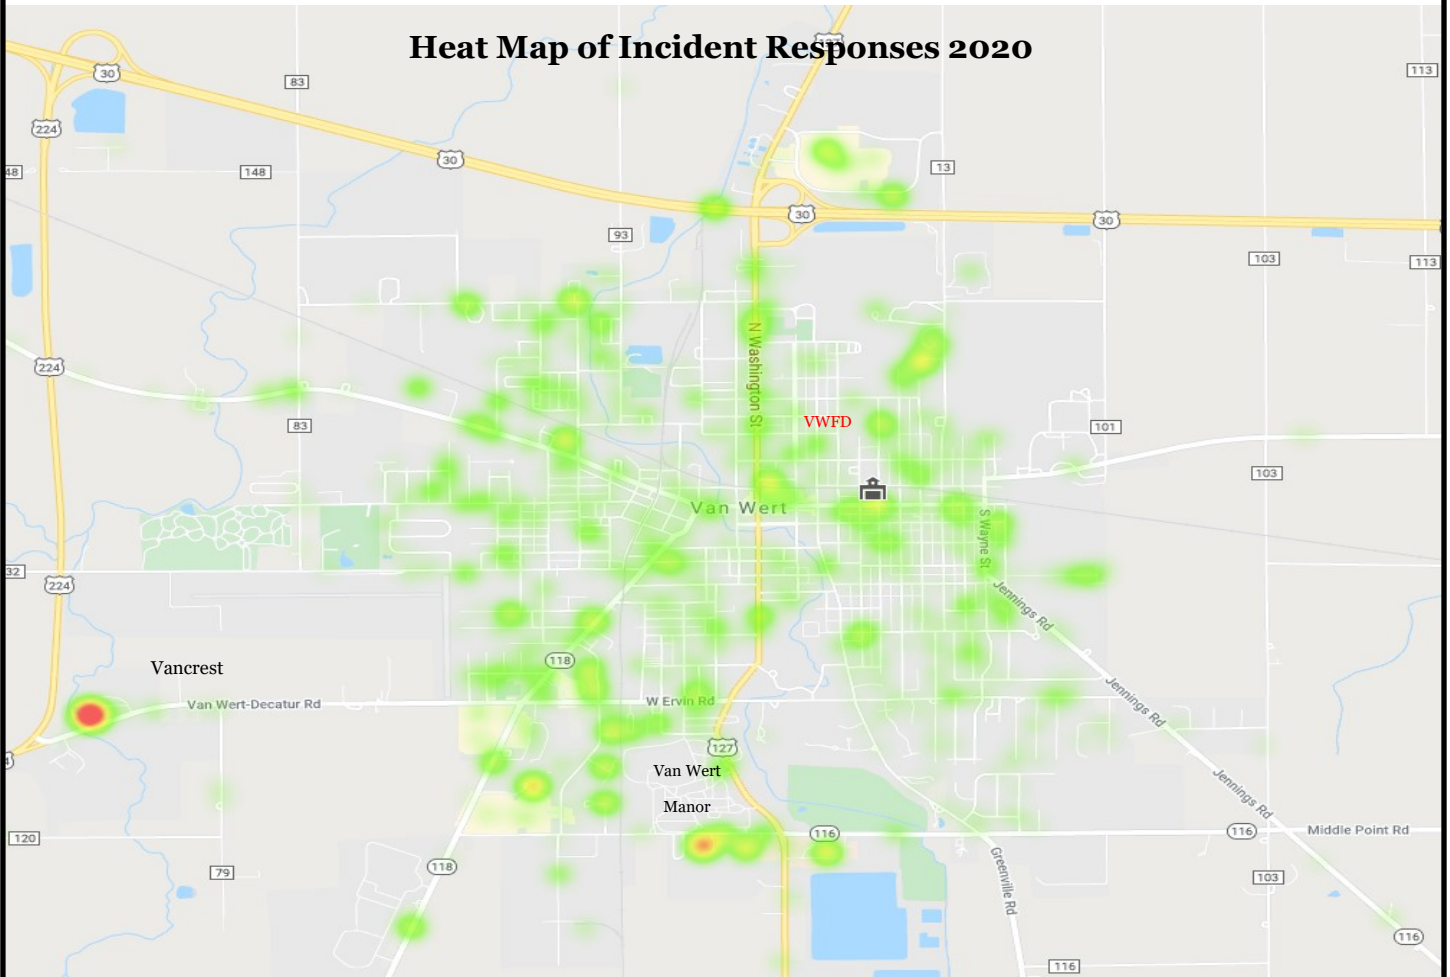 Heat Map of Incident Responses 2020
127
30
83
113
224
30
148
48
13
30
30
93
103
113
N Washington St
224
83
VWFD
101
103
Van Wert
S Wayne St
32
224
Jennings Rd
118
Vancrest
W Ervin Rd
Van Wert-Decatur Rd
Jennings Rd
127
Van Wert
Manor
Jennings Rd
120
116
116
Middle Point Rd
79
118
Greenville Rd
103
116
116